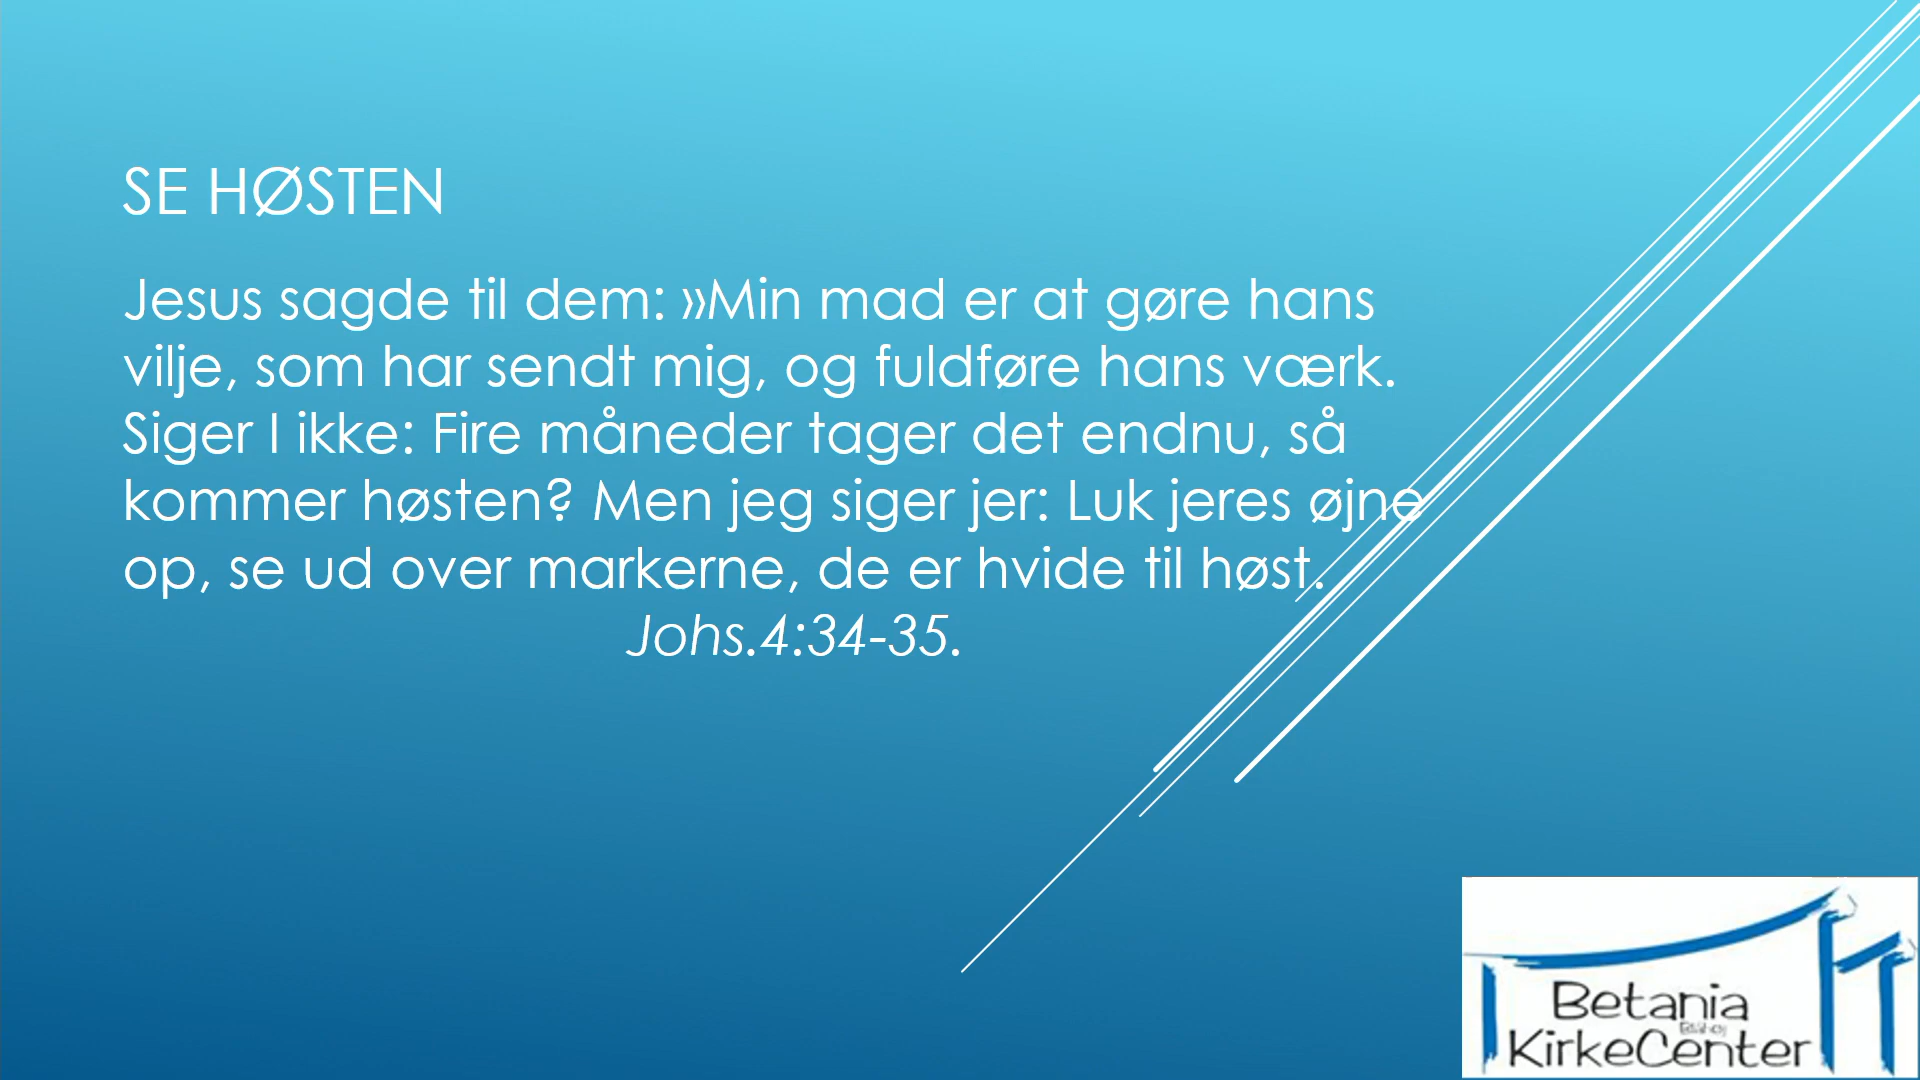 SE HØSTEN
Jesus sagde til dem: »Min mad er at gøre hans
vilje, som har sendt mig, og fuldføre hans værk.
Siger I ikke: Fire måneder tager det endnu, så
kommer høsten? Men jeg siger jer: Luk jeres øjne
op, se ud over markerne, de er hvide til høst.
Johs.4:34-35.
Betania
KirkeCenter